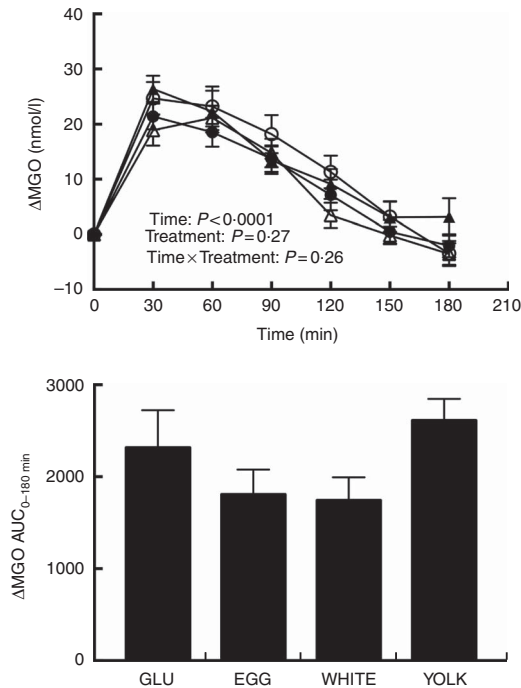 40
30
20
10
0
–10
ΔMGO (nmol/l)
Time: P<0·0001
Treatment: P=0·27
Time×Treatment: P=0·26
0 30 60 90 120 150 180 210
Time (min)
3000
2000
1000
0
ΔMGO AUC0–180 min
GLU EGG WHITE YOLK